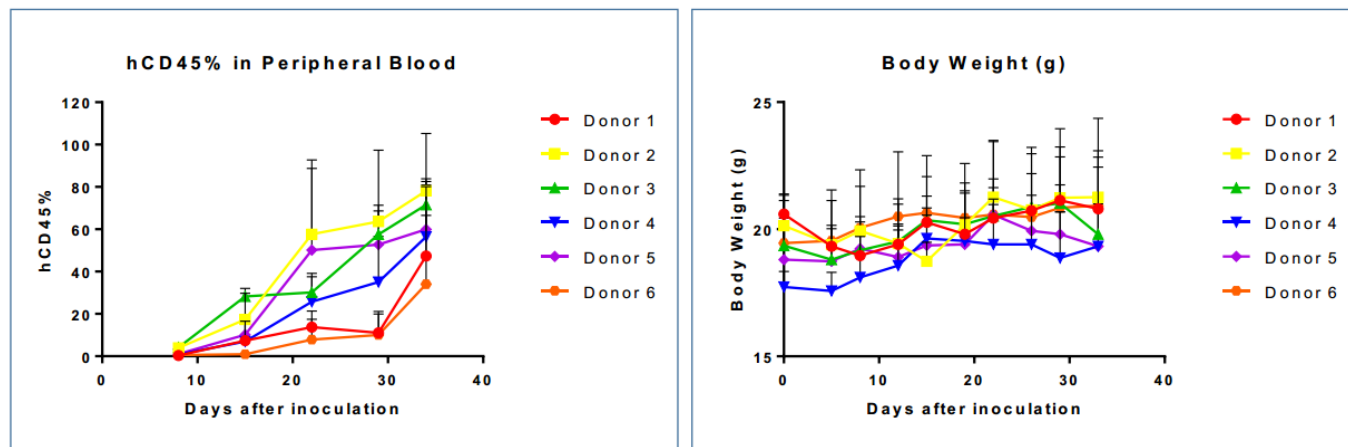 hCD45% in Peripheral Blood
120
100
80
60
40
20
0
hCD45%
0 10 20 30 40
Days after inoculation
Donor 1
Donor 2
Donor 3
Donor 4
Donor 5
Donor 6
Body Weight (g)
25
20
15
Body Weight (g)
0 10 20 30 40
Days after inoculation
Donor 1
Donor 2
Donor 3
Donor 4
Donor 5
Donor 6